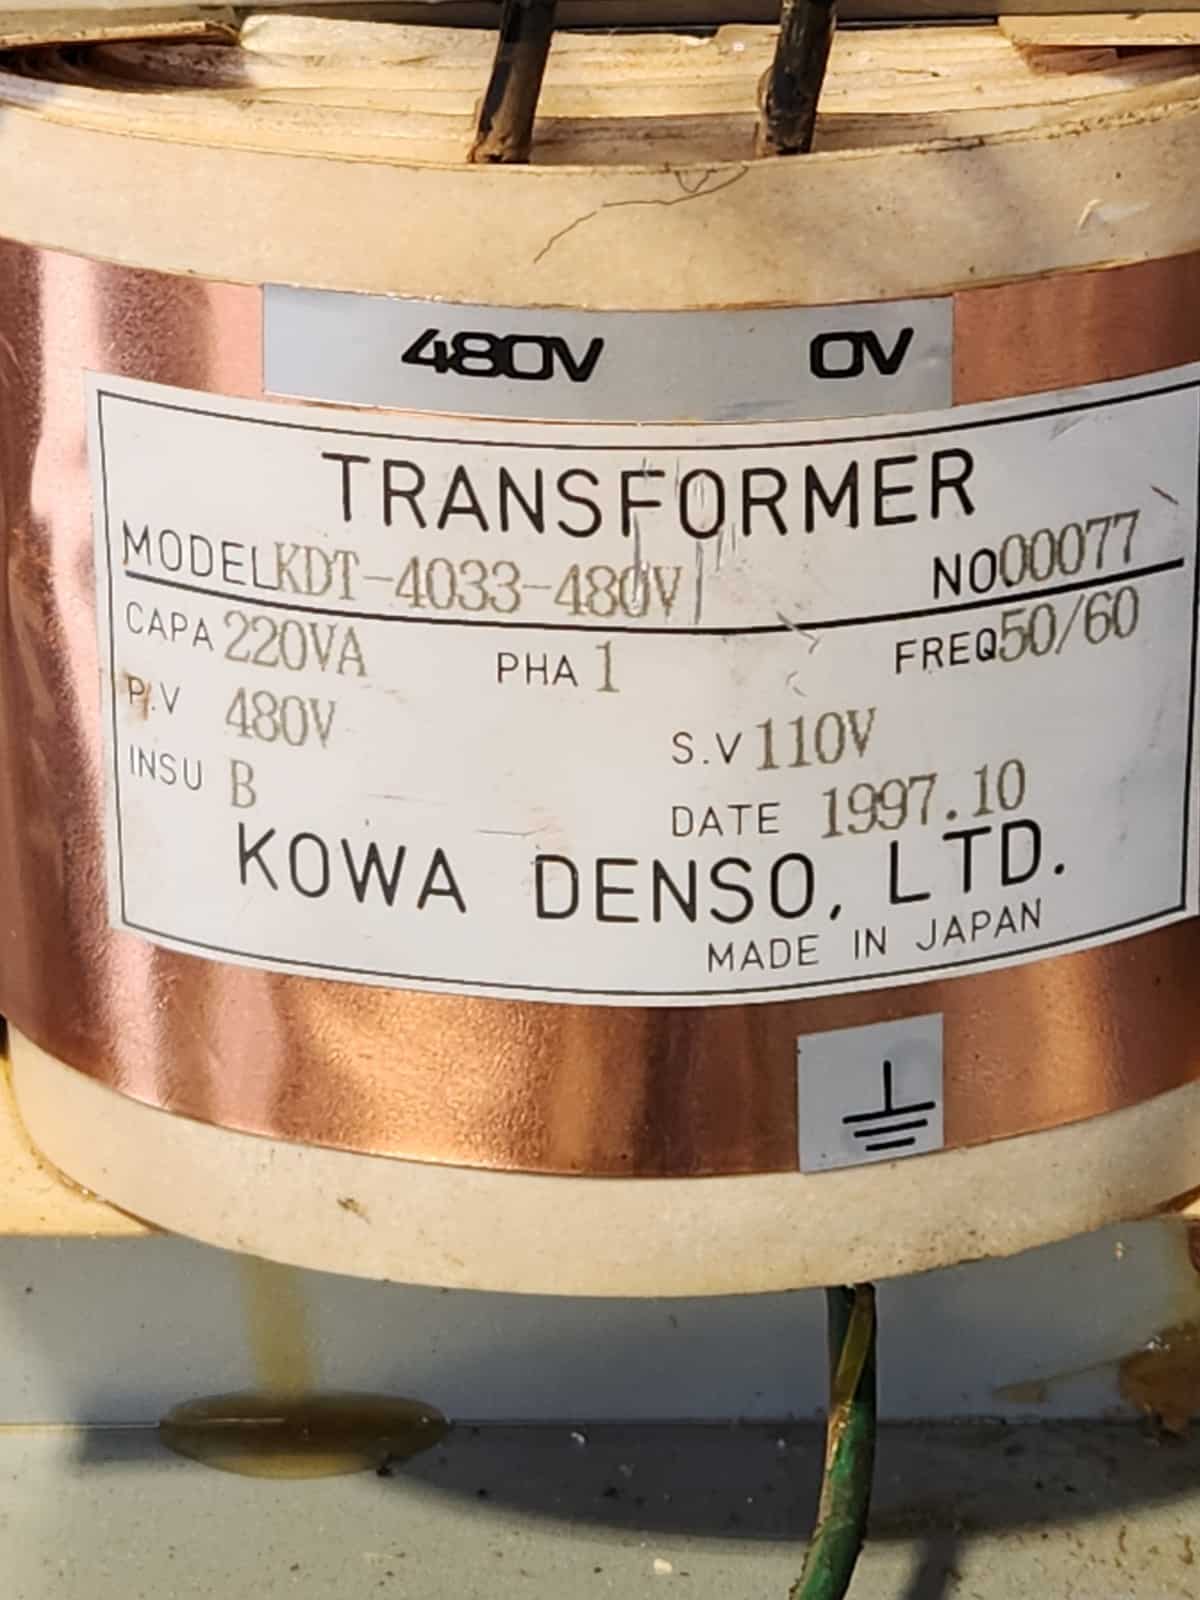 480V 0V
TRANSFORMER
MODEL KDT-4033-480V NO 00077
CAPA 220VA PHA 1 FREQ 50/60
P.V 480V S.V 110V
INSU B DATE 1997.10
KOWA DENSO, LTD.
MADE IN JAPAN